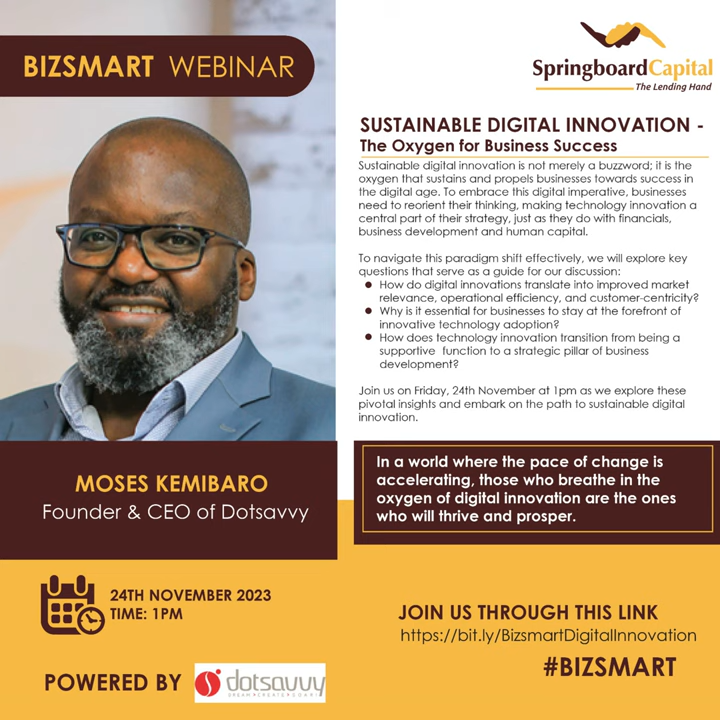 BIZSMART WEBINAR
SpringboardCapital
The Lending Hand
SUSTAINABLE DIGITAL INNOVATION -
The Oxygen for Business Success
Sustainable digital innovation is not merely a buzzword; it is the
oxygen that sustains and propels businesses towards success in
the digital age. To embrace this digital imperative, businesses
need to reorient their thinking, making technology innovation a
central part of their strategy, just as they do with financials,
business development and human capital.
To navigate this paradigm shift effectively, we will explore key
questions that serve as a guide for our discussion:
● How do digital innovations translate into improved market
relevance, operational efficiency, and customer-centricity?
● Why is it essential for businesses to stay at the forefront of
innovative technology adoption?
● How does technology innovation transition from being a
supportive function to a strategic pillar of business
development?
Join us on Friday, 24th November at 1pm as we explore these
pivotal insights and embark on the path to sustainable digital
innovation.
MOSES KEMIBARO
Founder & CEO of Dotsavvy
In a world where the pace of change is
accelerating, those who breathe in the
oxygen of digital innovation are the ones
who will thrive and prosper.
24TH NOVEMBER 2023
TIME: 1PM
JOIN US THROUGH THIS LINK
https://bit.ly/BizsmartDigitalInnovation
#BIZSMART
POWERED BY dotsavvy
DREAM•CREATE•SOAR